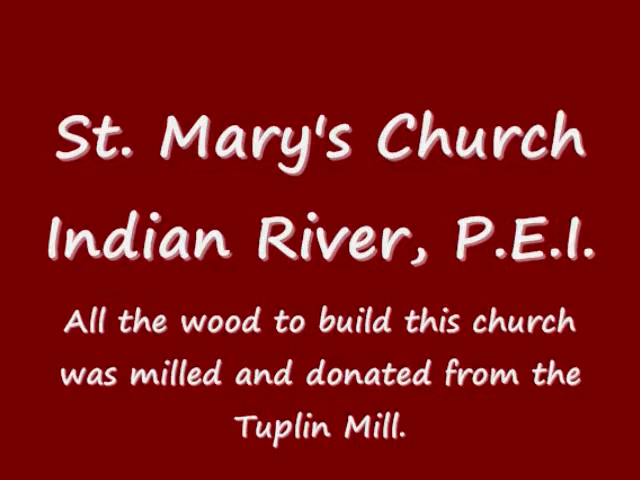 St. Mary's Church
Indian River, P.E.I.
All the wood to build this church
was milled and donated from the
Tuplin Mill.